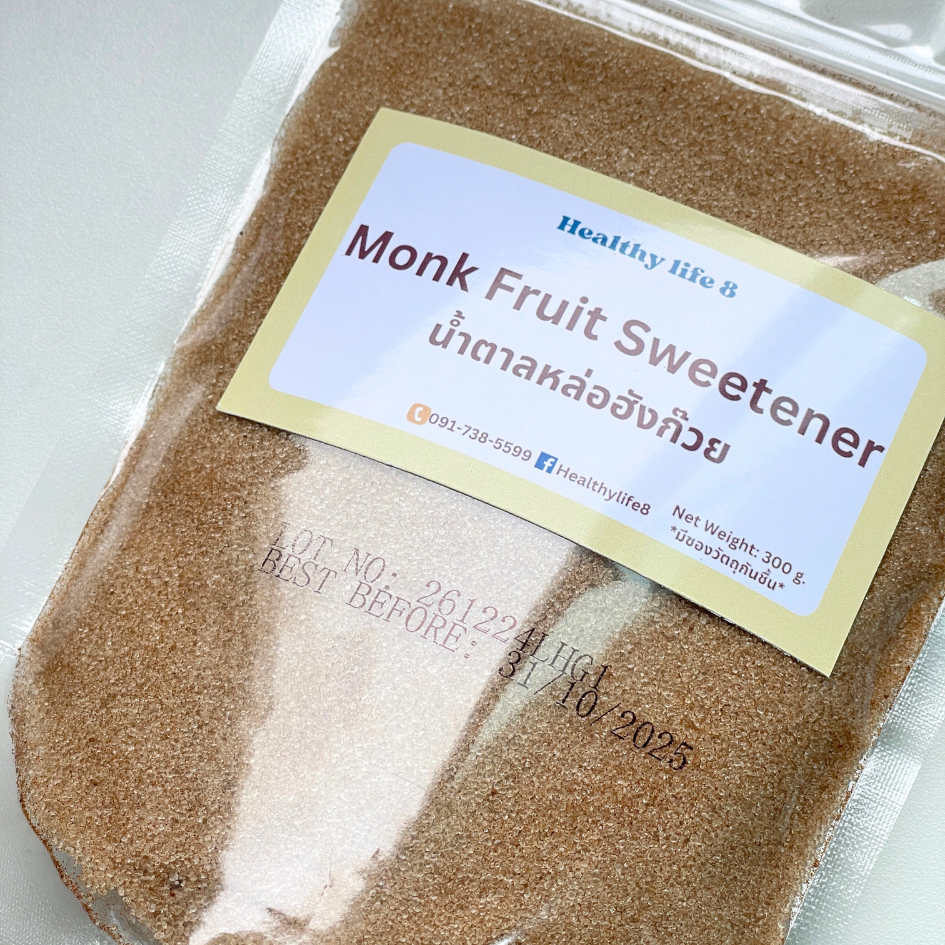 Healthy life 8
Monk Fruit Sweetener
น้ำตาลหล่อฮังก๊วย
091-738-5599 Healthylife8
Net Weight: 300 g.
*มีซองวัตถุกันชื้น*
LOT NO: 261224LHG1
BEST BEFORE: 31/10/2025